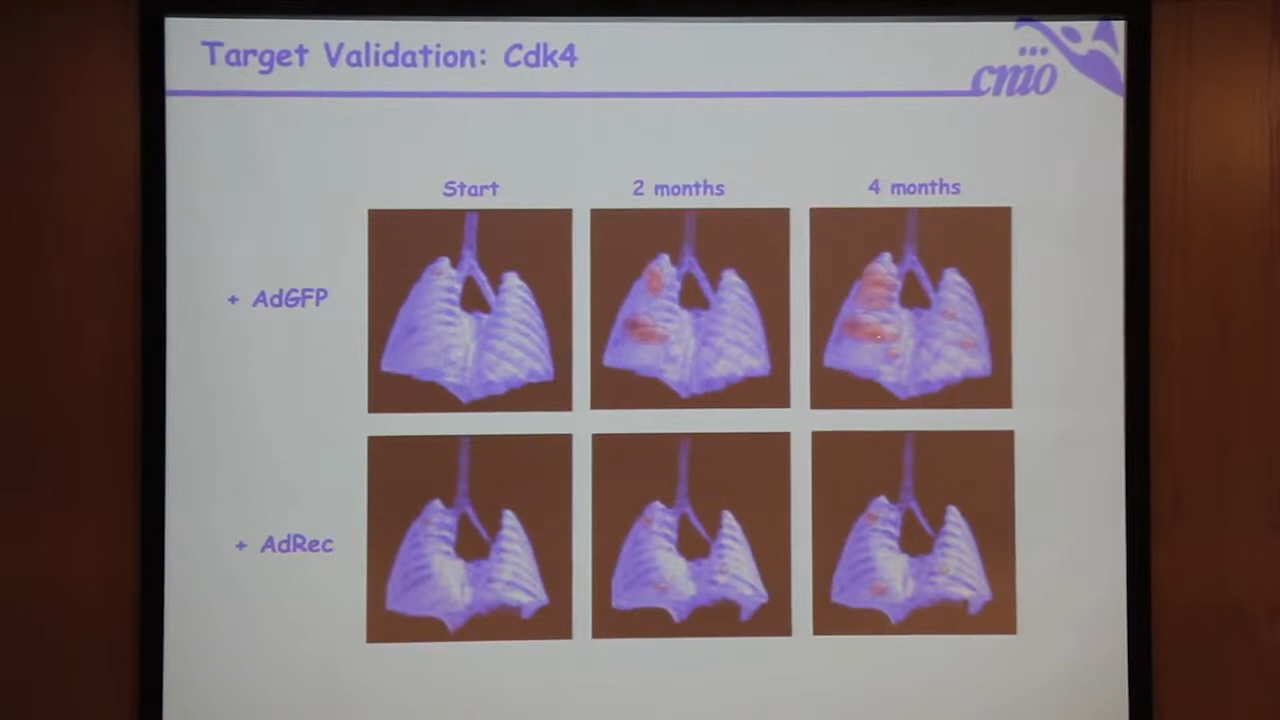 Target Validation: Cdk4
cnio
Start
2 months
4 months
+ AdGFP
+ AdRec